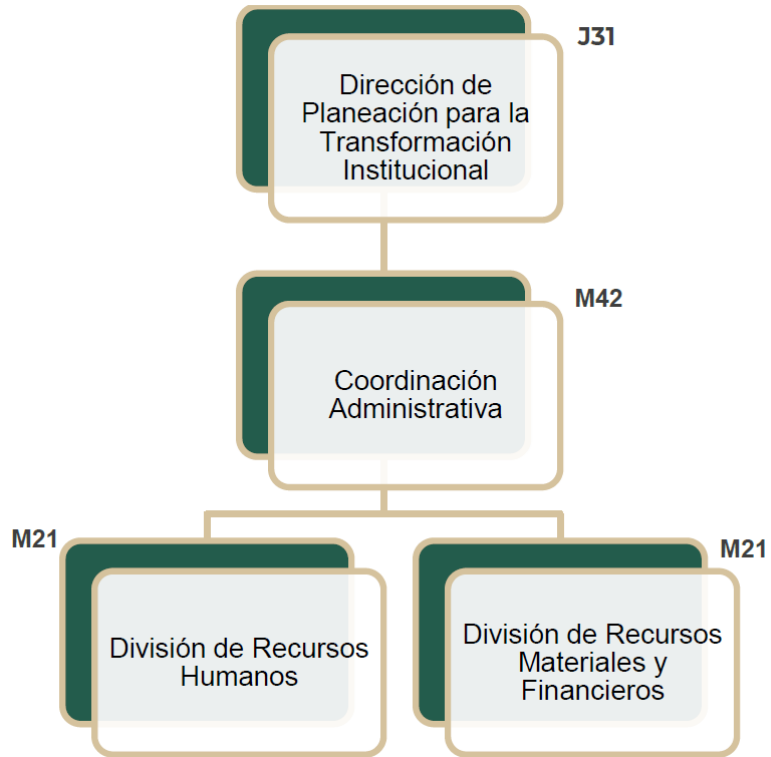 J31
Dirección de
Planeación para la
Transformación
Institucional
M42
Coordinación
Administrativa
M21
División de Recursos
Humanos
M21
División de Recursos
Materiales y
Financieros